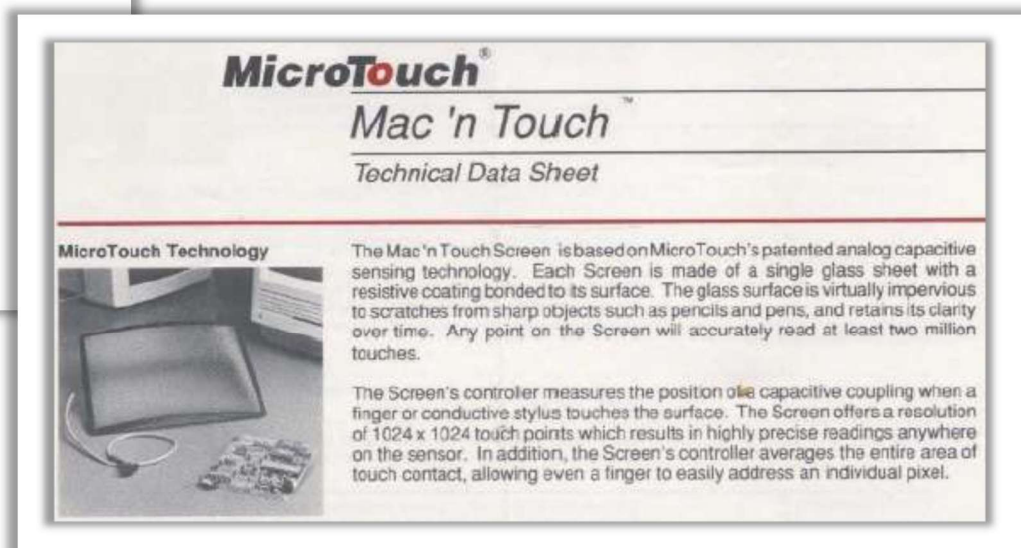 MicroTouch®
Mac 'n Touch™
Technical Data Sheet
MicroTouch Technology
The Mac 'n Touch Screen is based on MicroTouch's patented analog capacitive
sensing technology. Each Screen is made of a single glass sheet with a
resistive coating bonded to its surface. The glass surface is virtually impervious
to scratches from sharp objects such as pencils and pens, and retains its clarity
over time. Any point on the Screen will accurately read at least two million
touches.
The Screen's controller measures the position of a capacitive coupling when a
finger or conductive stylus touches the surface. The Screen offers a resolution
of 1024 x 1024 touch points which results in highly precise readings anywhere
on the sensor. In addition, the Screen's controller averages the entire area of
touch contact, allowing even a finger to easily address an individual pixel.